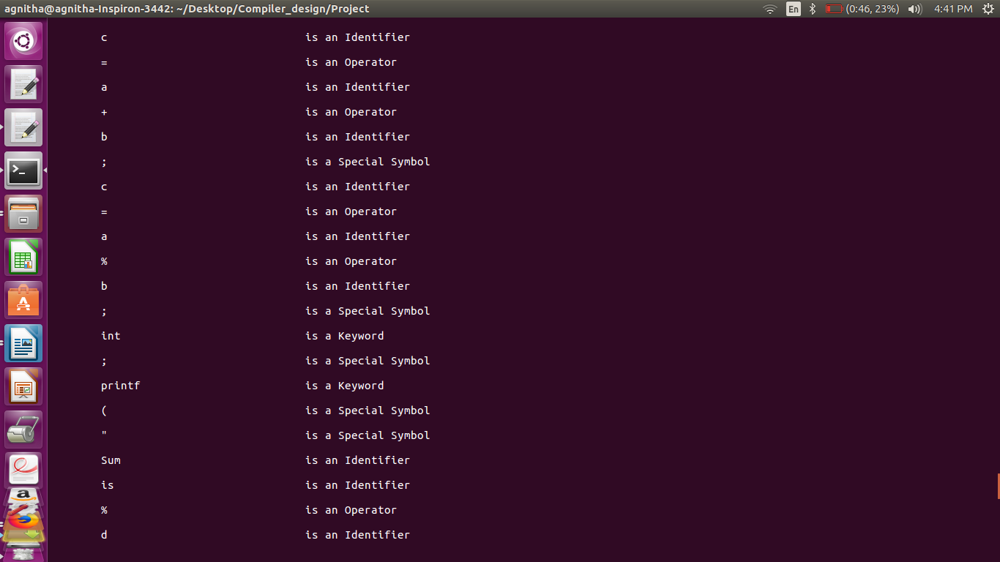 agnitha@agnitha-Inspiron-3442: ~/Desktop/Compiler_design/Project En (0:46, 23%) 4:41 PM
c is an Identifier
= is an Operator
a is an Identifier
+ is an Operator
b is an Identifier
; is a Special Symbol
c is an Identifier
= is an Operator
a is an Identifier
% is an Operator
b is an Identifier
; is a Special Symbol
int is a Keyword
; is a Special Symbol
printf is a Keyword
( is a Special Symbol
" is a Special Symbol
Sum is an Identifier
is is an Identifier
% is an Operator
d is an Identifier